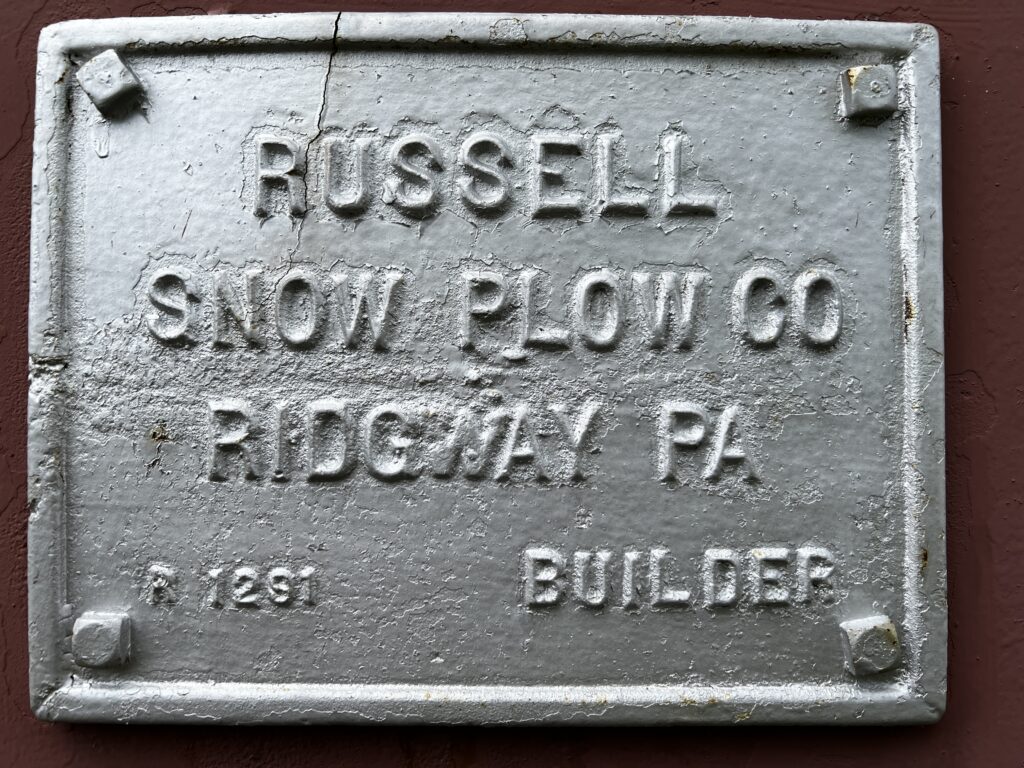 RUSSELL
SNOW PLOW CO
RIDGWAY PA
R 1291 BUILDER